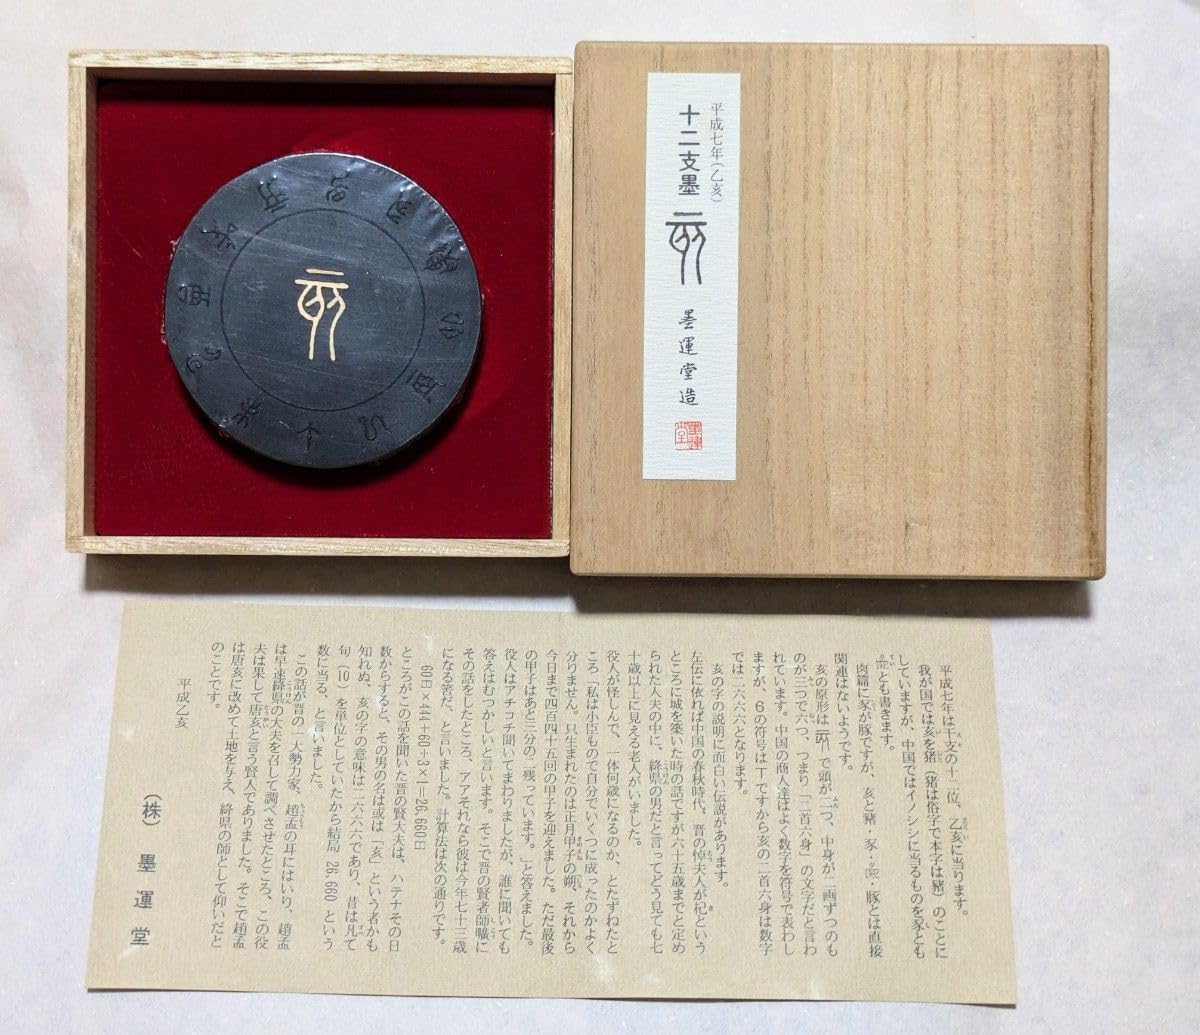 平成七年(乙亥)
十二支墨
亥
墨運堂造
墨運堂
亥
平成七年は干支の十二位、乙亥に当ります。
我が国では亥を猪(猪は俗字で本字は豬)のことに
していますが、中国ではイノシシに当るものを豕とも
とも書きます。
肉篇に豕が豚ですが、亥と豬・豕・豚とは直接
関連はないようです。
亥の原形は で頭が二つ、中身が二画ずつのも
のが三つで六つ、つまり「二首六身」の文字だと言わ
れています。中国の商人達はよく数字を符号で表わし
ますが、6の符号は丅ですから亥の二首六身は数字
では二六六六となります。
亥の字の説明に面白い伝説があります。
左伝に依れば中国の春秋時代、晋の悼夫人が杞という
ところに城を築いた時の話ですが六十五歳までと定め
られた人夫の中に、絳県の男だと言ってどう見ても七
十歳以上に見える老人がいました。
役人が怪しんで、一体何歳になるのか、とたずねたと
ころ「私は小臣もので自分でいくつに成ったのかよく
分りません。只生まれたのは正月甲子の朔、それから
今日まで四百四十五回の甲子を迎えました。ただ最後
の甲子はあと三分の二残っています。」と答えました。
役人はアチコチ聞いてまわりましたが、誰に聞いても
答えはむつかしいと言います。そこで晋の賢者師曠に
その話をしたところ、アアそれなら彼は今年七十三歳
になる筈だ、と言いました。計算法は次の通りです。
60日×444+60÷3×1=26,660日
ところがこの話を聞いた晋の賢大夫は、ハテナその日
数からすると、その男の名は或は「亥」という者かも
知れぬ、亥の字の意味は二六六六であり、昔は凡て
旬(10)を単位としていたから結局26,660という
数に当る、と言いました。
この話が晋の一大勢力家、趙孟の耳にはいり、趙孟
は早速絳県の大夫を召して調べさせたところ、この役
夫は果して唐亥と言う賢人でありました。そこで趙孟
は唐亥に改めて土地を与え、絳県の師として仰いだと
のことです。
平成乙亥
(株)墨運堂